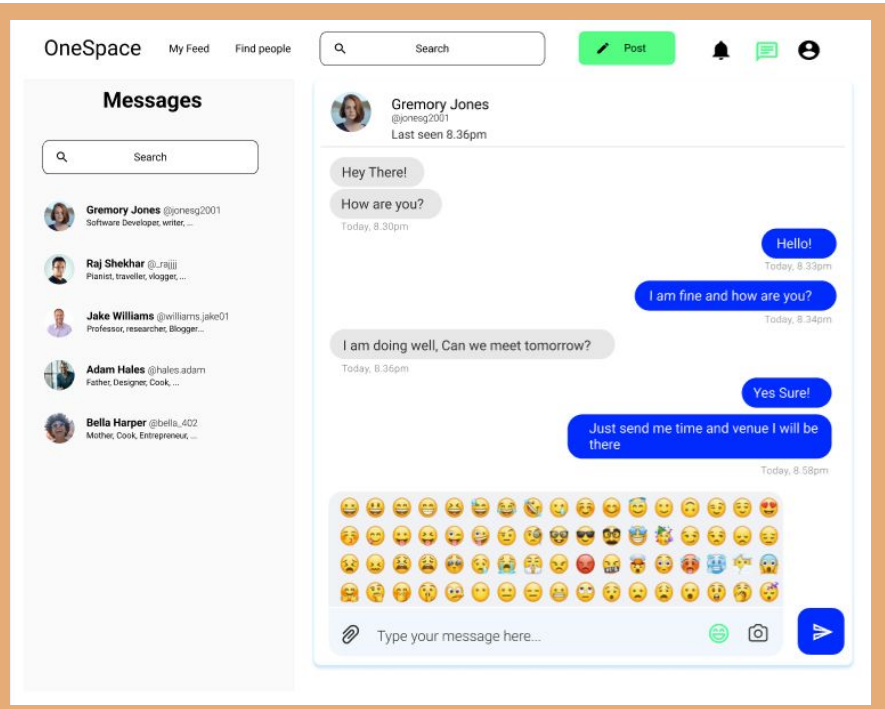 OneSpace My Feed Find people Search Post
Messages
Search
Gremory Jones @jonesg2001
Software Developer, writer, ...
Raj Shekhar @_rajjjj
Pianist, traveller, vlogger, ...
Jake Williams @williams.jake01
Professor, researcher, Blogger...
Adam Hales @hales.adam
Father, Designer, Cook, ...
Bella Harper @bella_402
Mother, Cook, Entrepreneur, ...
Gremory Jones
@jonesg2001
Last seen 8.36pm
Hey There!
How are you?
Today, 8.30pm
Hello!
Today, 8.33pm
I am fine and how are you?
Today, 8.34pm
I am doing well, Can we meet tomorrow?
Today, 8.36pm
Yes Sure!
Just send me time and venue I will be
there
Today, 8.58pm
Type your message here...